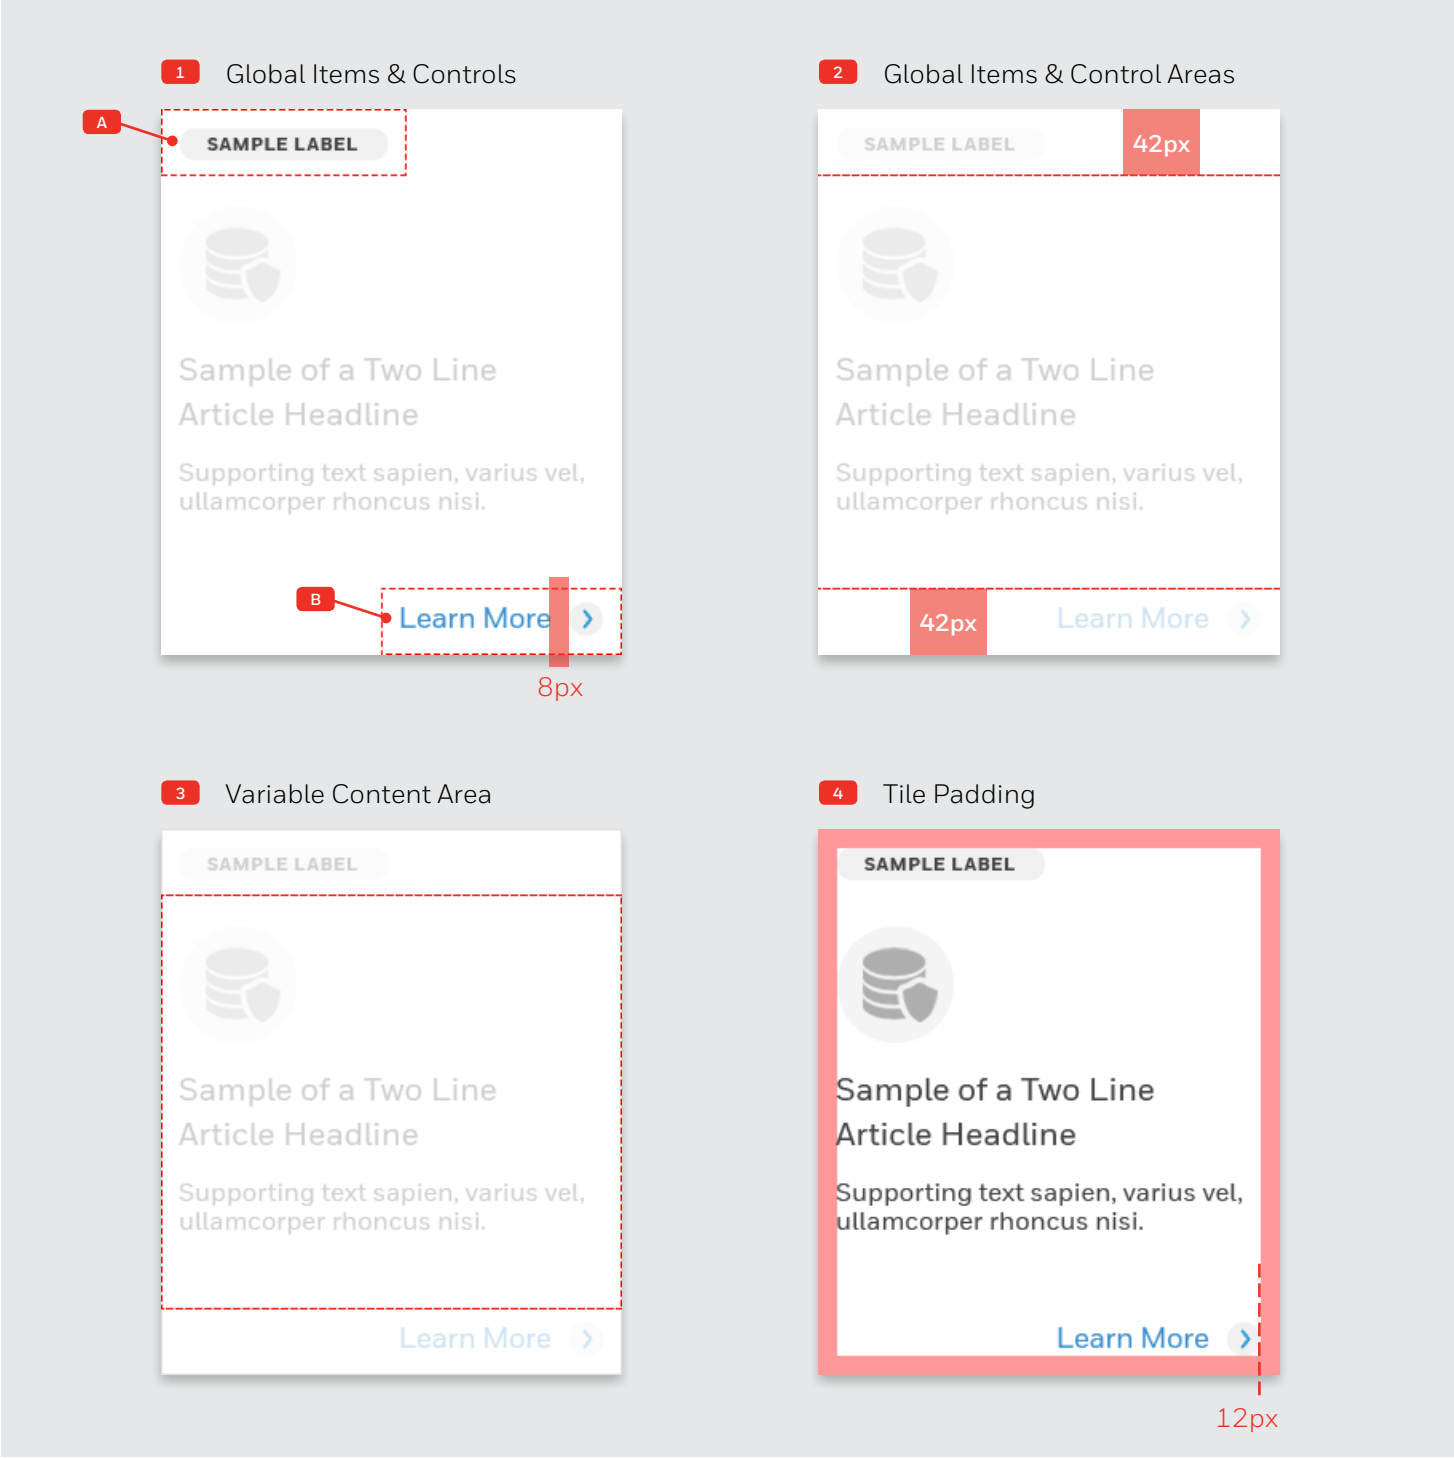 1 Global Items & Controls
A
SAMPLE LABEL
Sample of a Two Line
Article Headline
Supporting text sapien, varius vel,
ullamcorper rhoncus nisi.
B
Learn More
8px
2 Global Items & Control Areas
SAMPLE LABEL
42px
Sample of a Two Line
Article Headline
Supporting text sapien, varius vel,
ullamcorper rhoncus nisi.
42px
Learn More
3 Variable Content Area
SAMPLE LABEL
Sample of a Two Line
Article Headline
Supporting text sapien, varius vel,
ullamcorper rhoncus nisi.
Learn More
4 Tile Padding
SAMPLE LABEL
Sample of a Two Line
Article Headline
Supporting text sapien, varius vel,
ullamcorper rhoncus nisi.
Learn More
12px